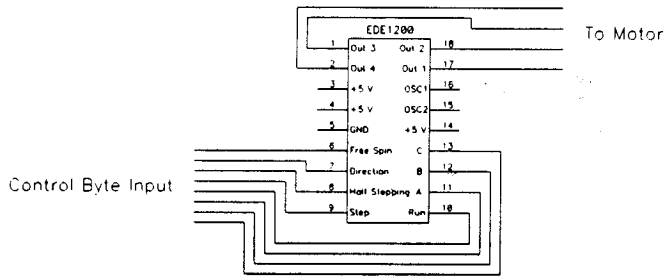 EDE1200
To Motor
1 Out 3 Out 2 18
2 Out 4 Out 1 17
3 +5 V OSC1 16
4 +5 V OSC2 15
5 GND +5 V 14
6 Free Spin C 13
7 Direction B 12
8 Half Stepping A 11
9 Step Run 10
Control Byte Input